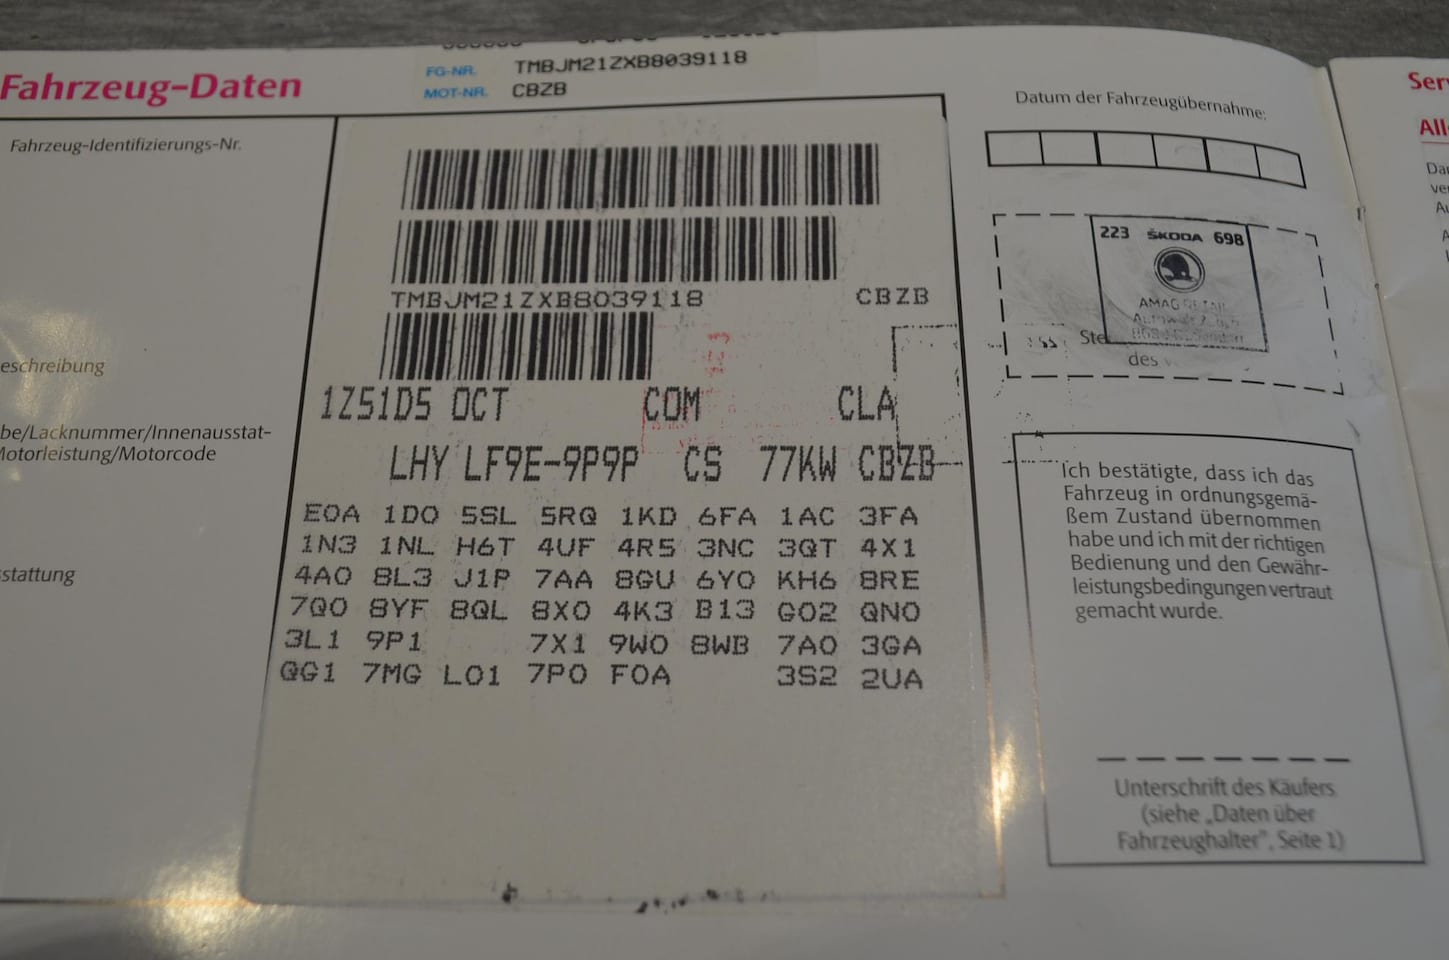 Fahrzeug-Daten
FG-NR. TMBJM21ZXB8039118
MOT-NR. CBZB
Fahrzeug-Identifizierungs-Nr.
TMBJM21ZXB8039118 CBZB
1Z51D5 OCT COM CLA
eschreibung
be/Lacknummer/Innenausstat-
Motorleistung/Motorcode
LHY LF9E-9P9P CS 77KW CBZB
E0A 1D0 5SL 5RQ 1KD 6FA 1AC 3FA
1N3 1NL H6T 4UF 4R5 3NC 3QT 4X1
4A0 8L3 J1P 7AA 8GU 6Y0 KH6 8RE
7Q0 8YF 8QL 8X0 4K3 B13 G02 QN0
3L1 9P1 7X1 9W0 8WB 7A0 3GA
QG1 7MG L01 7P0 F0A 3S2 2UA
sstattung
Datum der Fahrzeugübernahme:
223 ŠKODA 698
AMAG
des
Ich bestätigte, dass ich das
Fahrzeug in ordnungsgemä-
ßem Zustand übernommen
habe und ich mit der richtigen
Bedienung und den Gewähr-
leistungsbedingungen vertraut
gemacht wurde.
Unterschrift des Käufers
(siehe „Daten über
Fahrzeughalter", Seite 1)
Ser
All